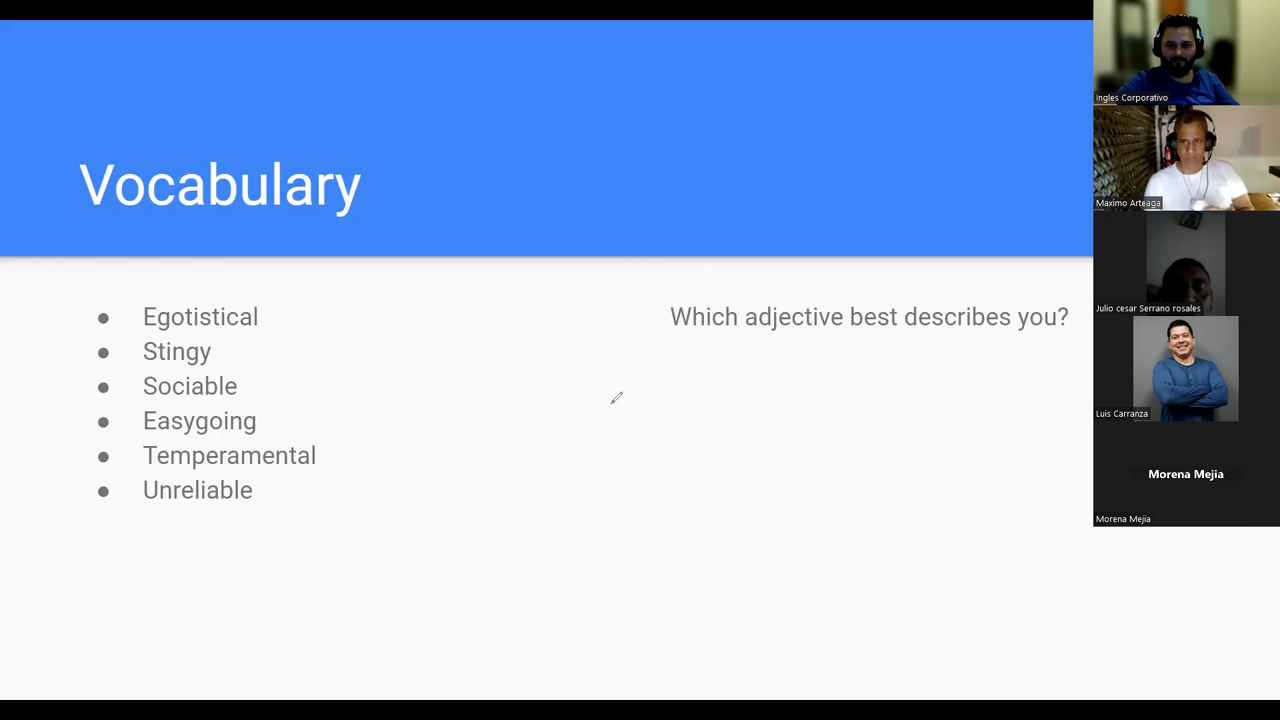 Vocabulary
Egotistical
Stingy
Sociable
Easygoing
Temperamental
Unreliable
Which adjective best describes you?
Ingles Corporativo
Maximo Arteaga
Julio cesar Serrano rosales
Luis Carranza
Morena Mejia
Morena Mejia